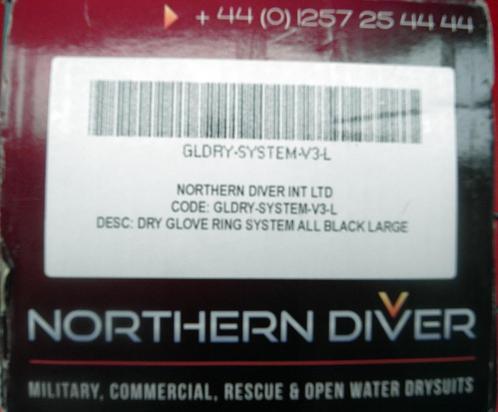 + 44 (0) 1257 25 44 44
GLDRY-SYSTEM-V3-L
NORTHERN DIVER INT LTD
CODE: GLDRY-SYSTEM-V3-L
DESC: DRY GLOVE RING SYSTEM ALL BLACK LARGE
NORTHERN DIVER
MILITARY, COMMERCIAL, RESCUE & OPEN WATER DRYSUITS